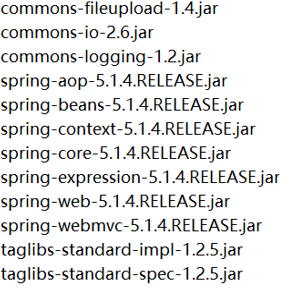 commons-fileupload-1.4.jar
commons-io-2.6.jar
commons-logging-1.2.jar
spring-aop-5.1.4.RELEASE.jar
spring-beans-5.1.4.RELEASE.jar
spring-context-5.1.4.RELEASE.jar
spring-core-5.1.4.RELEASE.jar
spring-expression-5.1.4.RELEASE.jar
spring-web-5.1.4.RELEASE.jar
spring-webmvc-5.1.4.RELEASE.jar
taglibs-standard-impl-1.2.5.jar
taglibs-standard-spec-1.2.5.jar